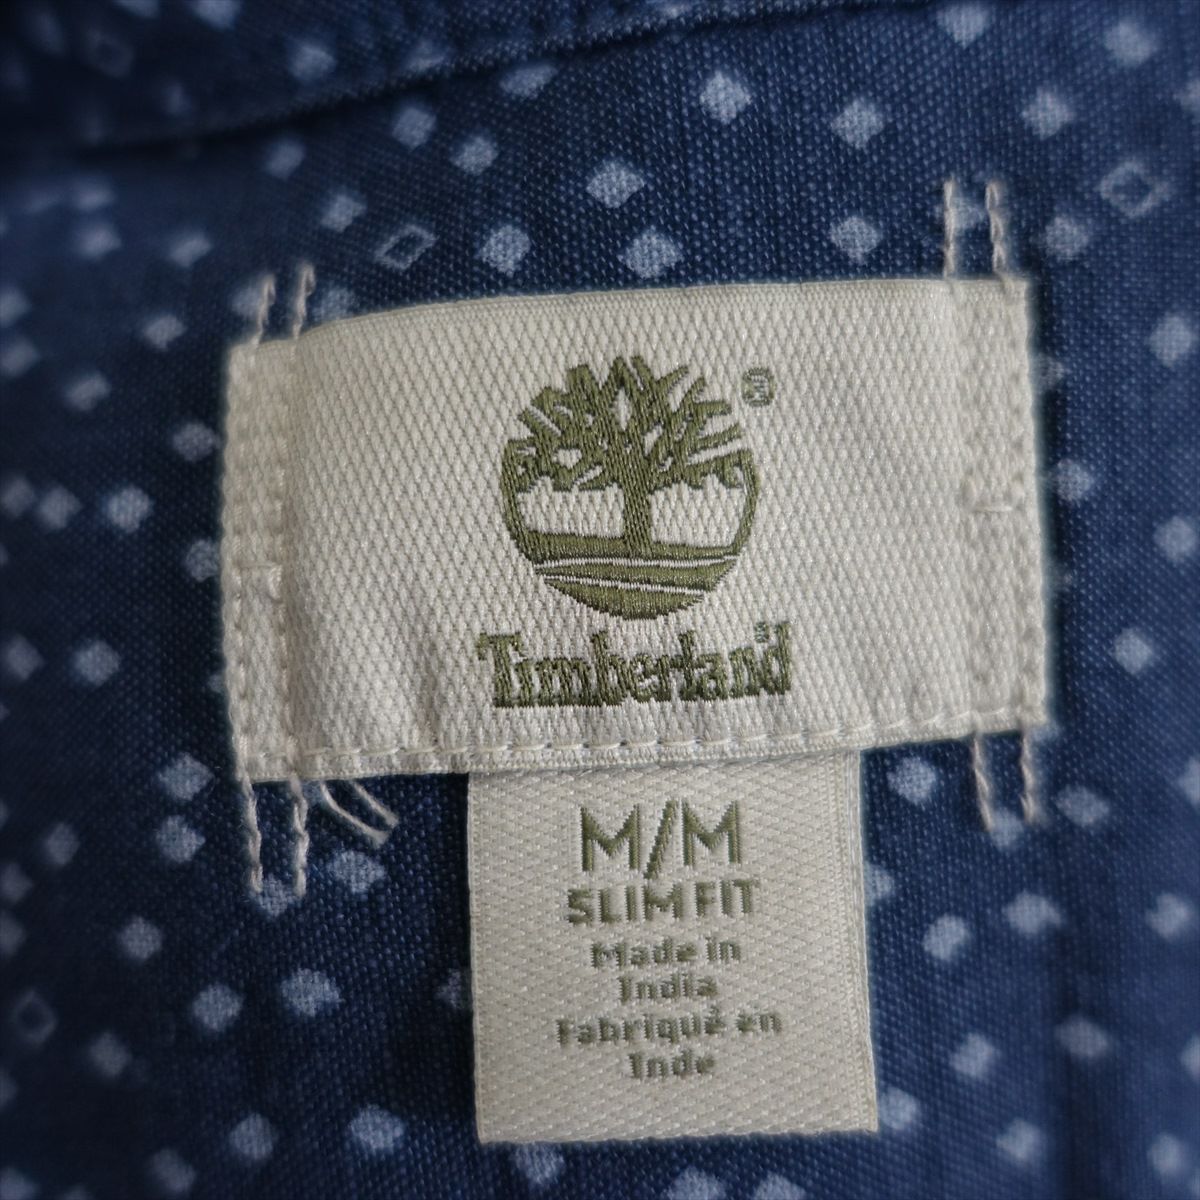 ®
Timberland
M/M
SLIM FIT
Made in
India
Fabriqué en
Inde